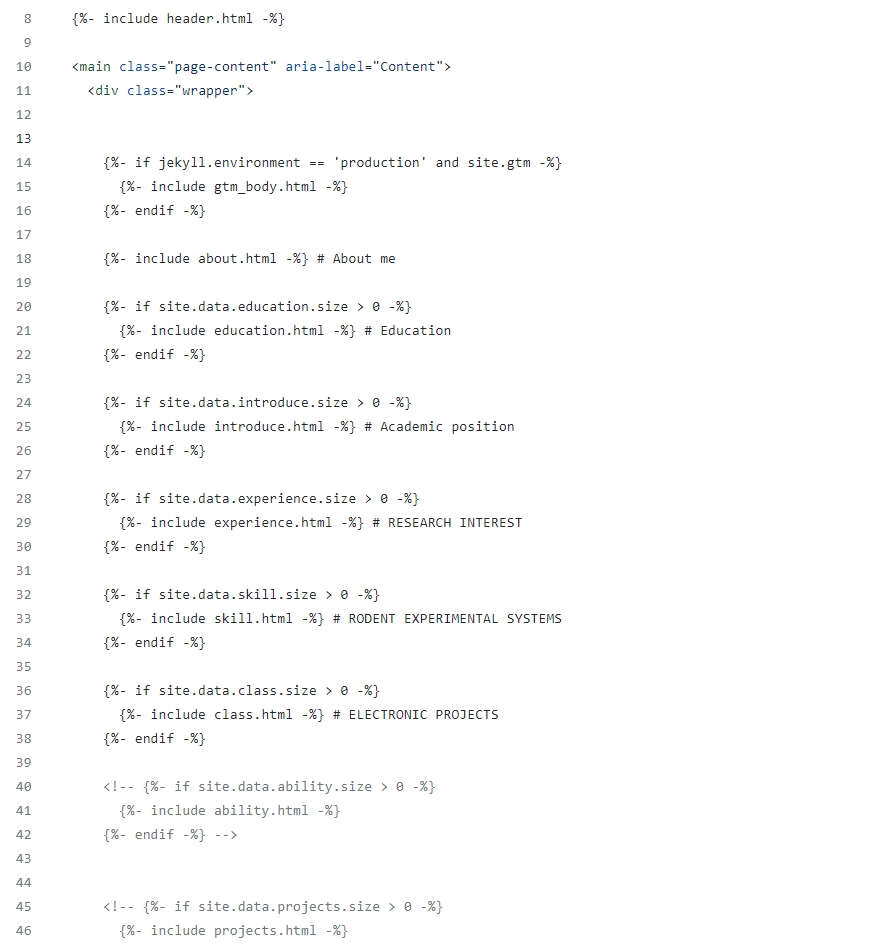 8 {%- include header.html -%}
9
10 <main class="page-content" aria-label="Content">
11 <div class="wrapper">
12
13
14 {%- if jekyll.environment == 'production' and site.gtm -%}
15 {%- include gtm_body.html -%}
16 {%- endif -%}
17
18 {%- include about.html -%} # About me
19
20 {%- if site.data.education.size > 0 -%}
21 {%- include education.html -%} # Education
22 {%- endif -%}
23
24 {%- if site.data.introduce.size > 0 -%}
25 {%- include introduce.html -%} # Academic position
26 {%- endif -%}
27
28 {%- if site.data.experience.size > 0 -%}
29 {%- include experience.html -%} # RESEARCH INTEREST
30 {%- endif -%}
31
32 {%- if site.data.skill.size > 0 -%}
33 {%- include skill.html -%} # RODENT EXPERIMENTAL SYSTEMS
34 {%- endif -%}
35
36 {%- if site.data.class.size > 0 -%}
37 {%- include class.html -%} # ELECTRONIC PROJECTS
38 {%- endif -%}
39
40 <!-- {%- if site.data.ability.size > 0 -%}
41 {%- include ability.html -%}
42 {%- endif -%} -->
43
44
45 <!-- {%- if site.data.projects.size > 0 -%}
46 {%- include projects.html -%}